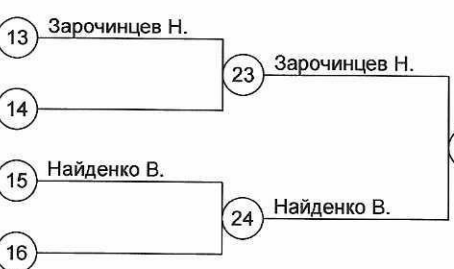 13 Зарочинцев Н.
23 Зарочинцев Н.
14
15 Найденко В.
24 Найденко В.
16